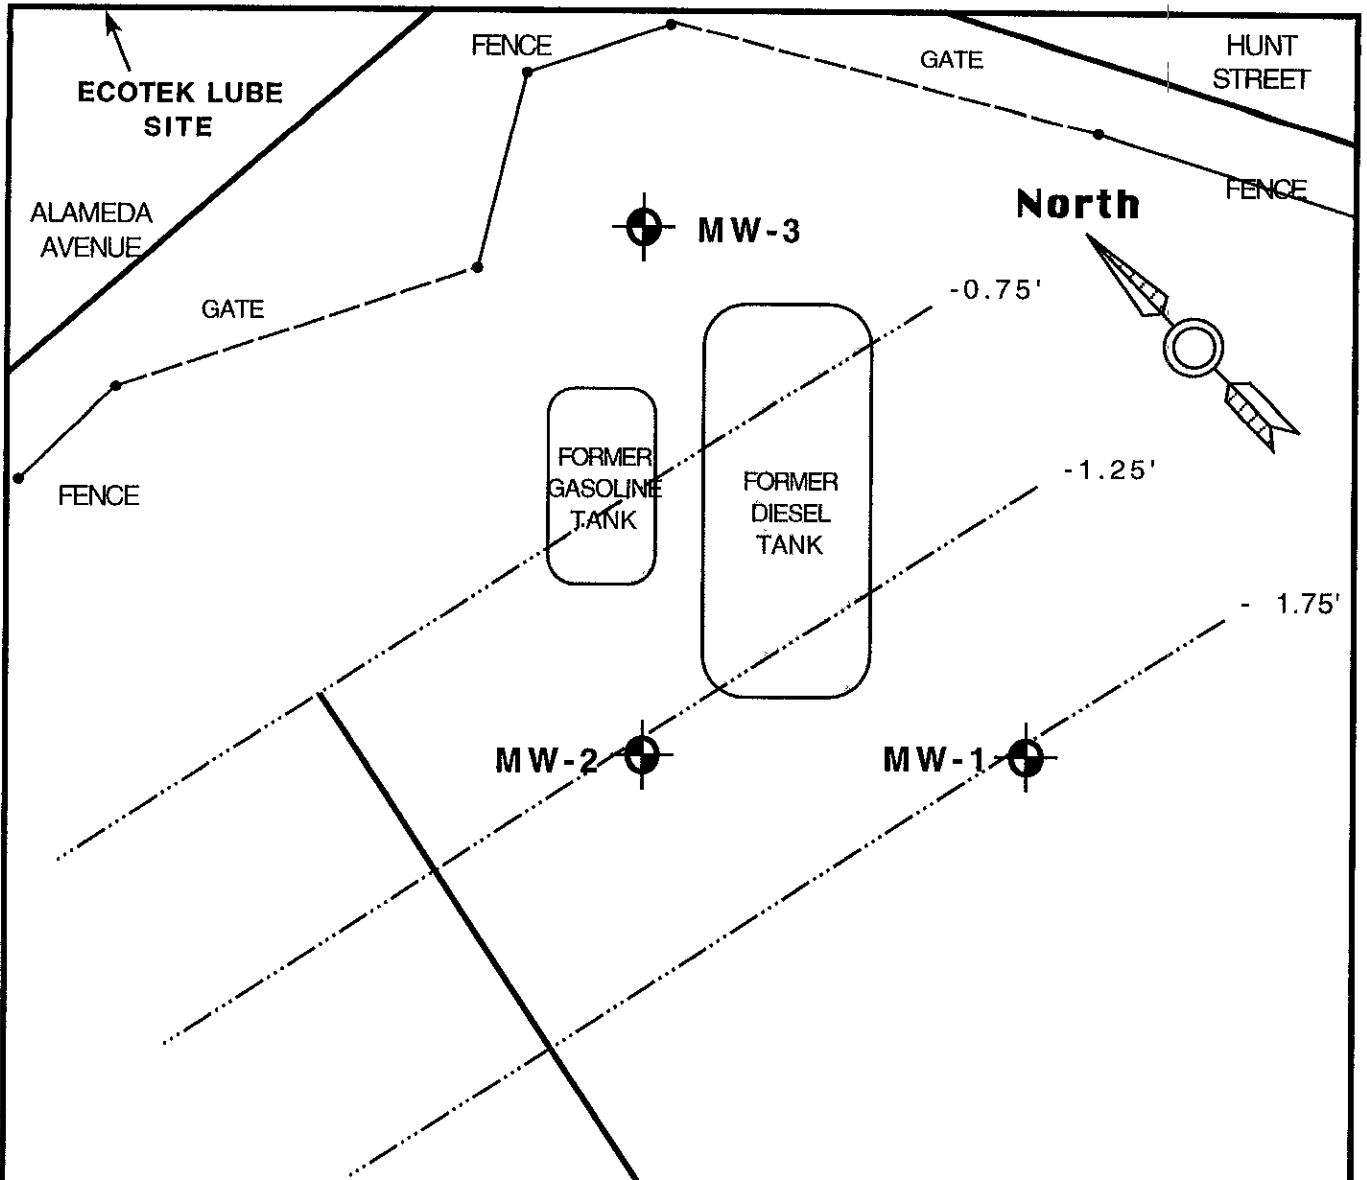 FENCE
GATE
HUNT
STREET
ECOTEK LUBE
SITE
ALAMEDA
AVENUE
FENCE
North
MW-3
-0.75'
GATE
FORMER
GASOLINE
TANK
FORMER
DIESEL
TANK
-1.25'
FENCE
- 1.75'
MW-2
MW-1